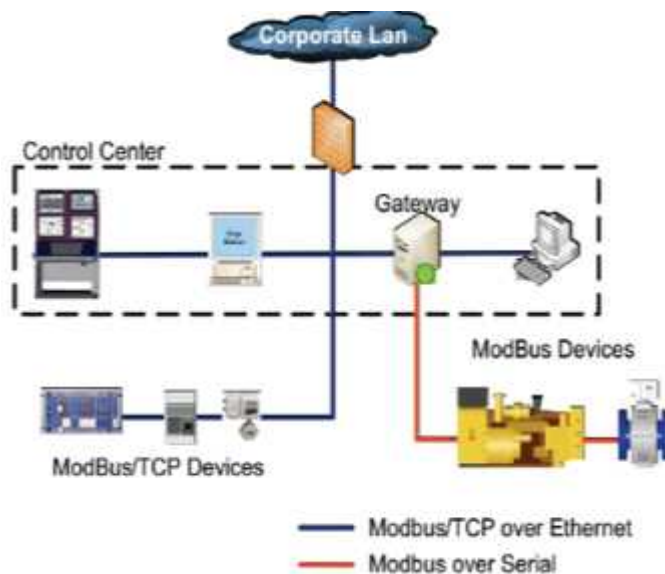 Corporate Lan
Control Center
Gateway
ModBus Devices
ModBus/TCP Devices
Modbus/TCP over Ethernet
Modbus over Serial